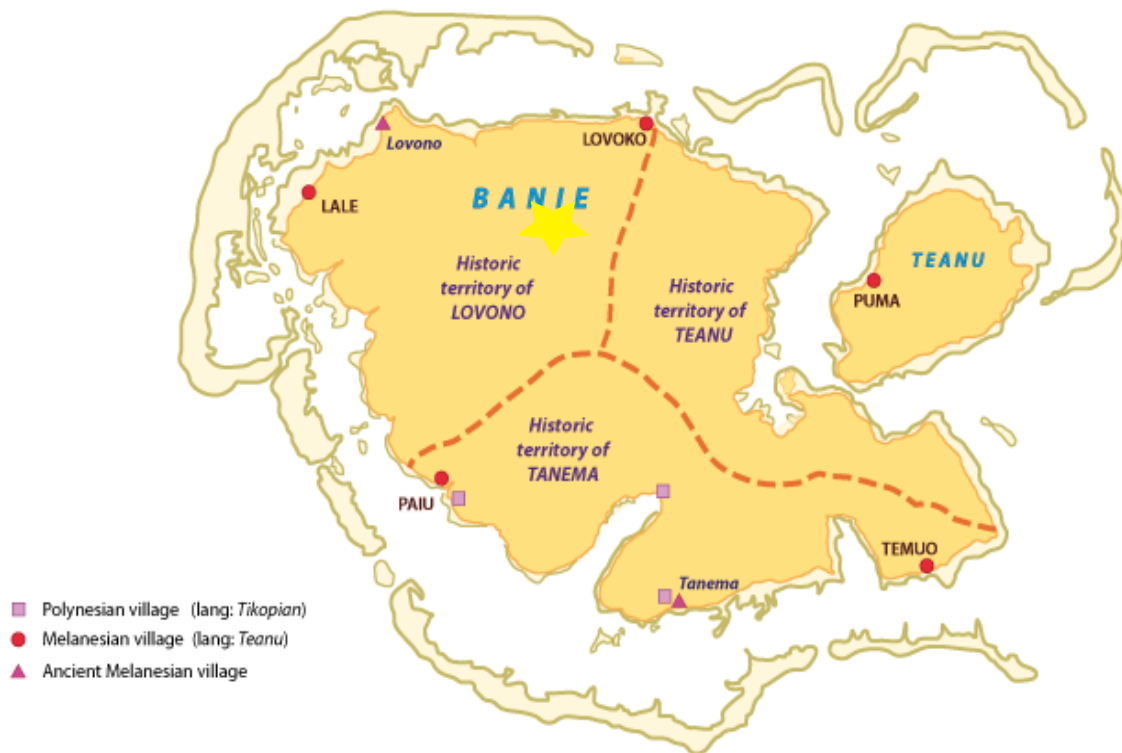 Lovono
LOVOKO
LALE
BANIE
TEANU
Historic
territory of
LOVONO
Historic
territory of
TEANU
PUMA
Historic
territory of
TANEMA
PAIU
TEMUO
Tanema
Polynesian village (lang: Tikopian)
Melanesian village (lang: Teanu)
Ancient Melanesian village